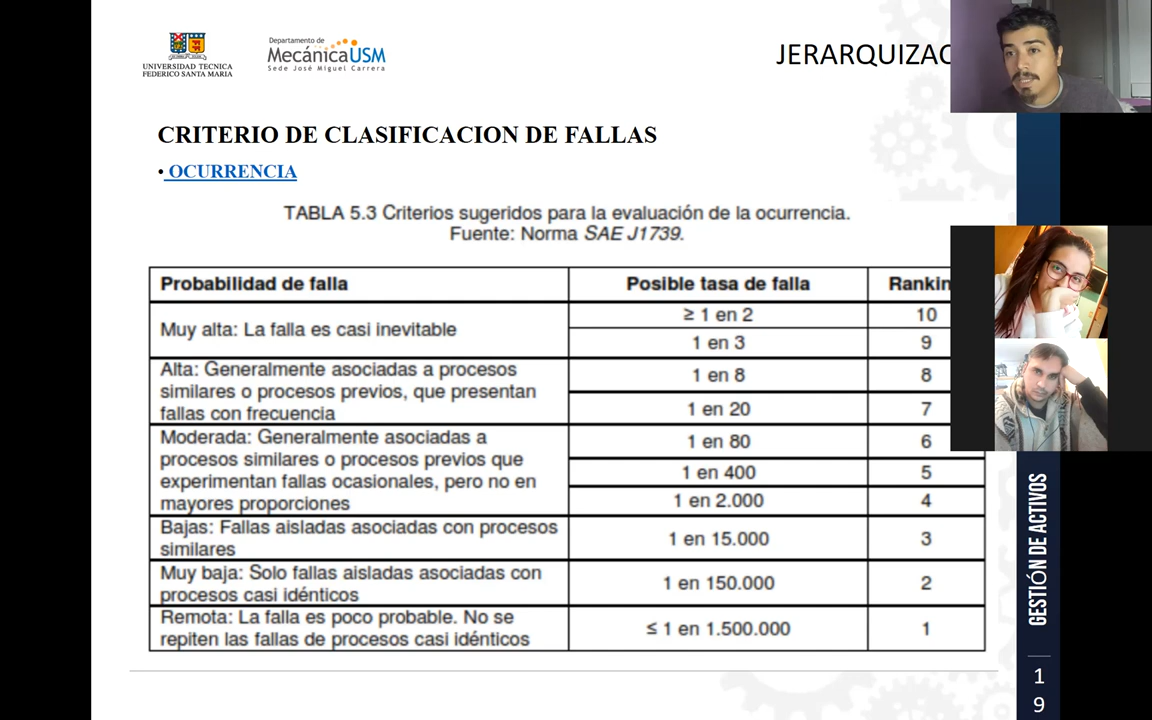 UNIVERSIDAD TECNICA
FEDERICO SANTA MARIA
Departamento de
MecánicaUSM
Sede José Miguel Carrera
JERARQUIZAC
CRITERIO DE CLASIFICACION DE FALLAS
• OCURRENCIA
TABLA 5.3 Criterios sugeridos para la evaluación de la ocurrencia.
Fuente: Norma SAE J1739.
Probabilidad de falla Posible tasa de falla Rankin
Muy alta: La falla es casi inevitable
≥ 1 en 2 10
1 en 3 9
Alta: Generalmente asociadas a procesos
similares o procesos previos, que presentan
fallas con frecuencia
1 en 8 8
1 en 20 7
Moderada: Generalmente asociadas a
procesos similares o procesos previos que
experimentan fallas ocasionales, pero no en
mayores proporciones
1 en 80 6
1 en 400 5
1 en 2.000 4
Bajas: Fallas aisladas asociadas con procesos
similares
1 en 15.000 3
Muy baja: Solo fallas aisladas asociadas con
procesos casi idénticos
1 en 150.000 2
Remota: La falla es poco probable. No se
repiten las fallas de procesos casi idénticos
≤ 1 en 1.500.000 1
GESTIÓN DE ACTIVOS
1
9